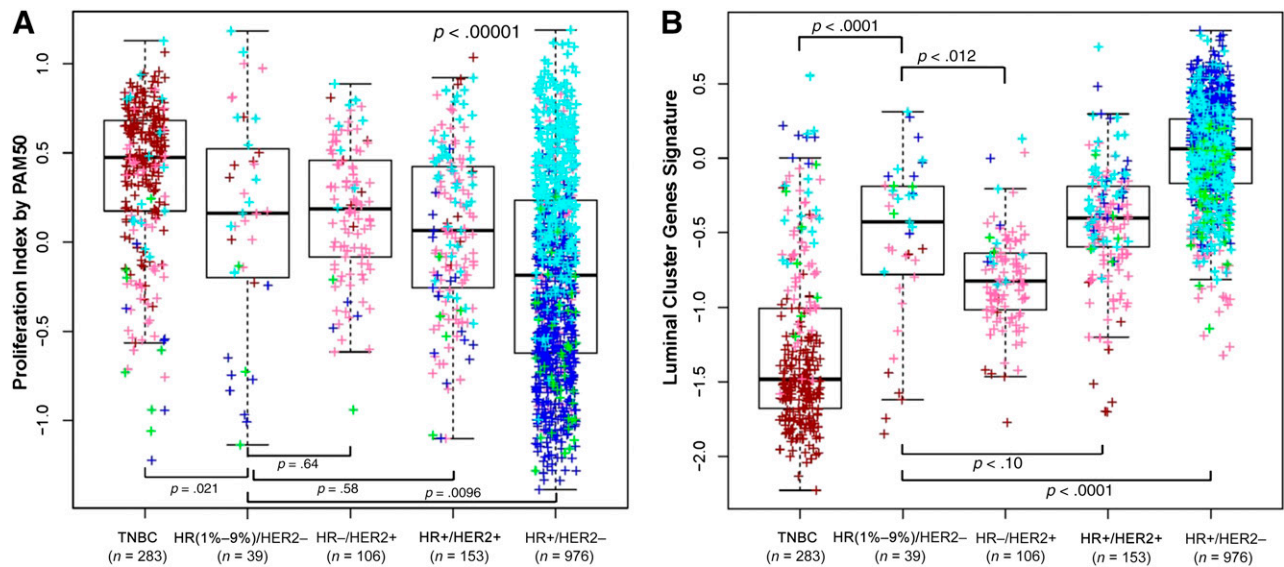 A
Proliferation Index by PAM50
1.0
0.5
0.0
−0.5
−1.0
p < .00001
p = .021
p = .64
p = .58
p = .0096
TNBC HR(1%–9%)/HER2– HR–/HER2+ HR+/HER2+ HR+/HER2–
(n = 283) (n = 39) (n = 106) (n = 153) (n = 976)
B
Luminal Cluster Genes Signature
0.5
0.0
−0.5
−1.0
−1.5
−2.0
p < .0001
p < .012
p < .10
p < .0001
TNBC HR(1%–9%)/HER2– HR–/HER2+ HR+/HER2+ HR+/HER2–
(n = 283) (n = 39) (n = 106) (n = 153) (n = 976)